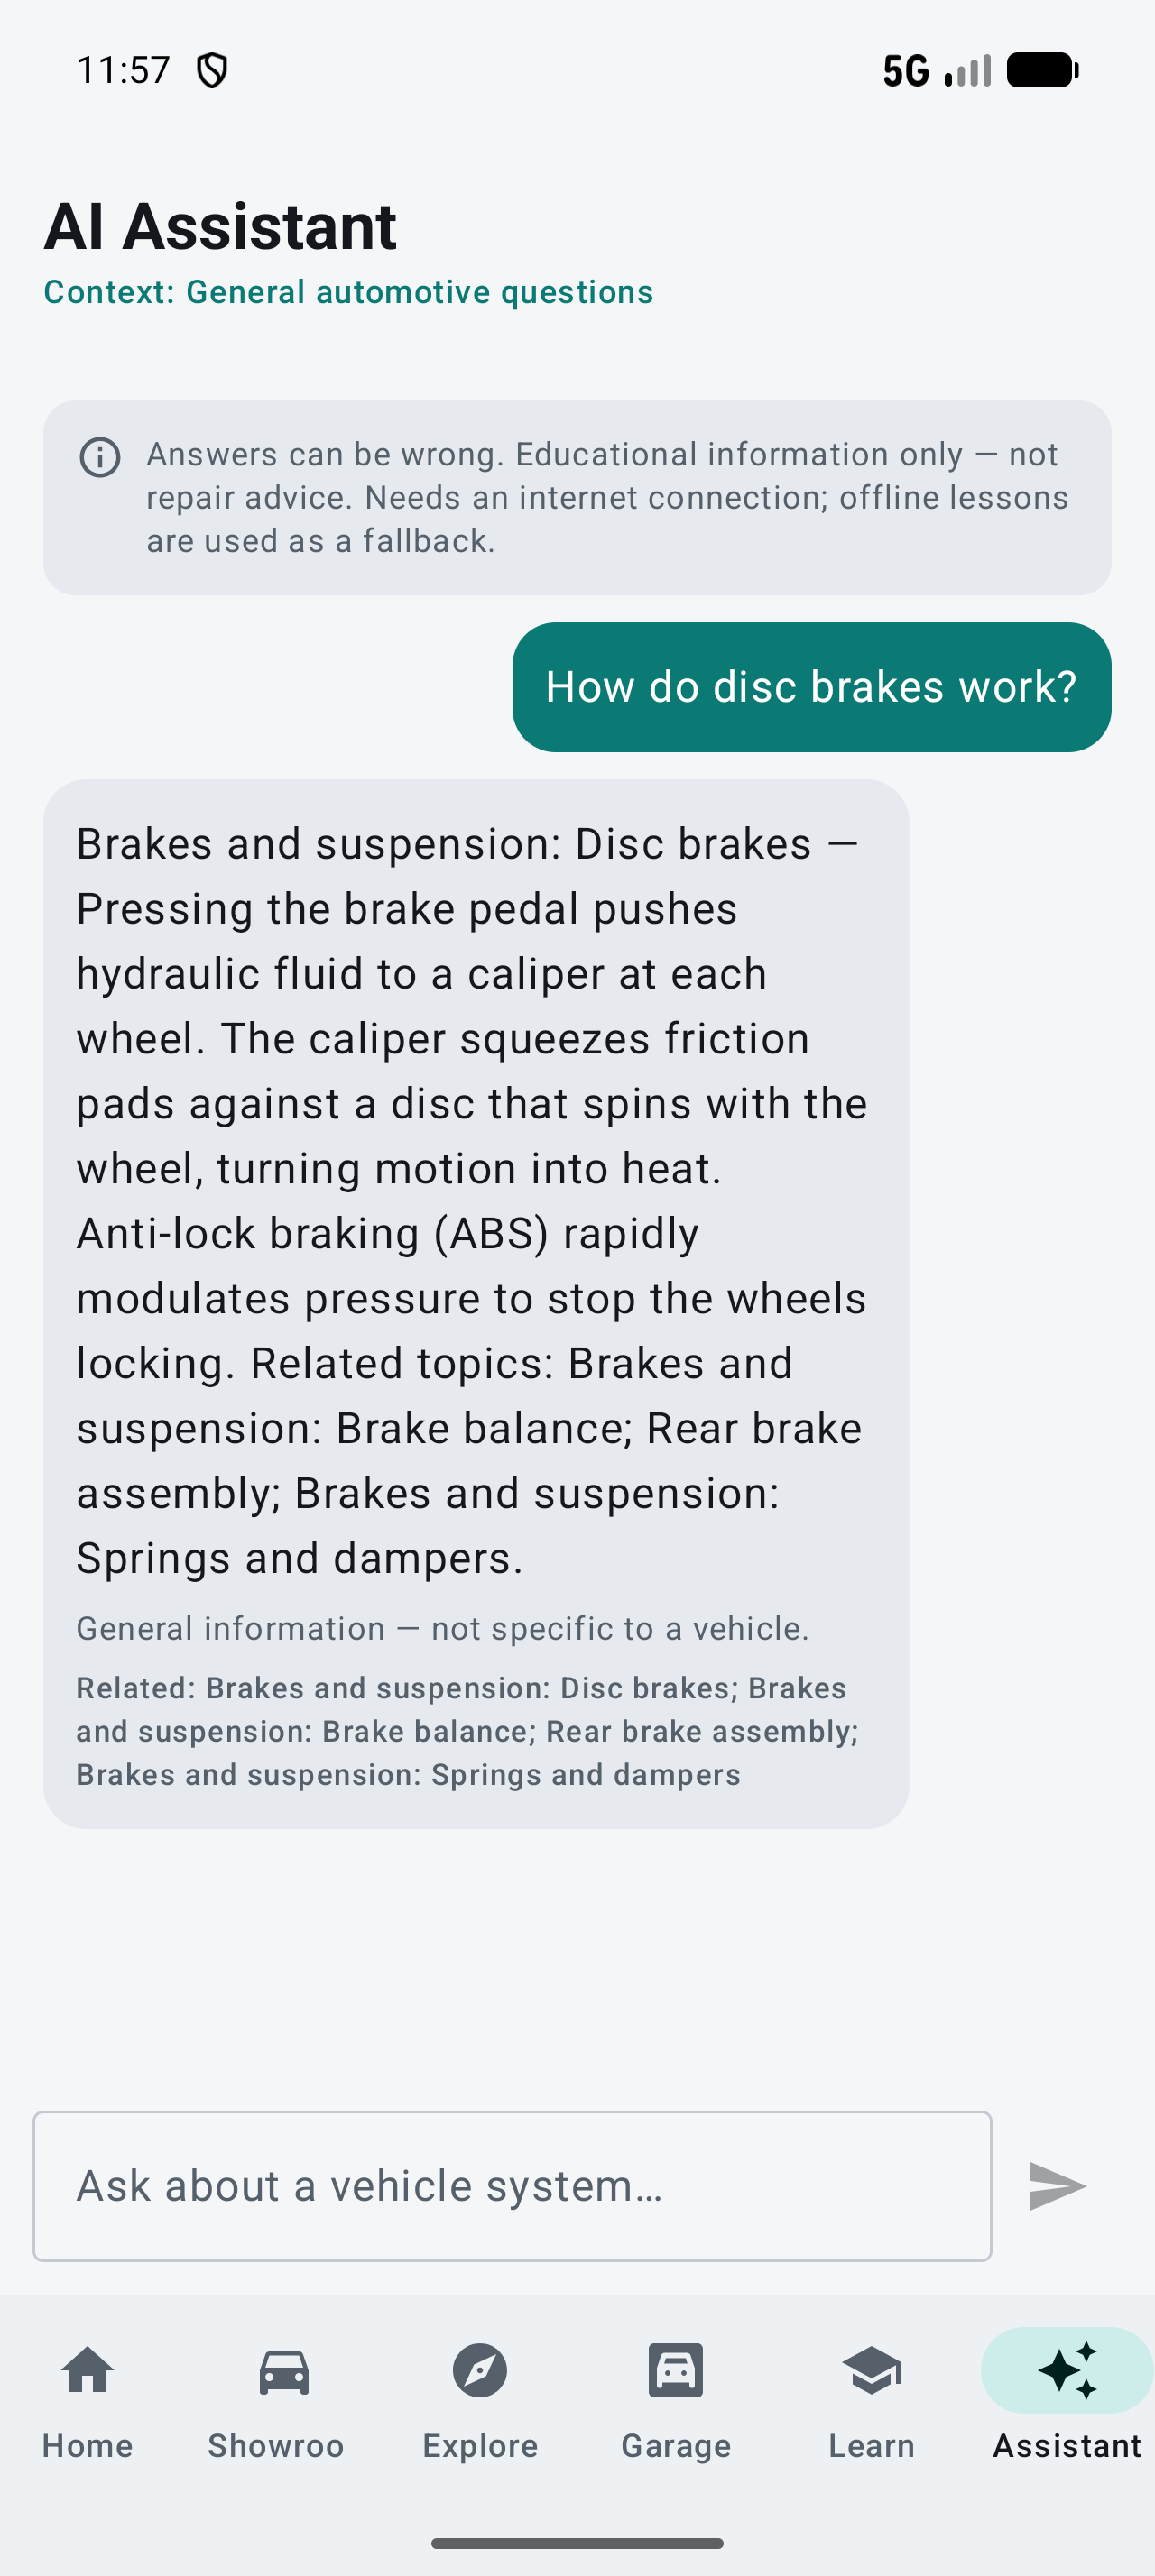 11:57
5G
AI Assistant
Context: General automotive questions
Answers can be wrong. Educational information only — not
repair advice. Needs an internet connection; offline lessons
are used as a fallback.
How do disc brakes work?
Brakes and suspension: Disc brakes —
Pressing the brake pedal pushes
hydraulic fluid to a caliper at each
wheel. The caliper squeezes friction
pads against a disc that spins with the
wheel, turning motion into heat.
Anti-lock braking (ABS) rapidly
modulates pressure to stop the wheels
locking. Related topics: Brakes and
suspension: Brake balance; Rear brake
assembly; Brakes and suspension:
Springs and dampers.
General information — not specific to a vehicle.
Related: Brakes and suspension: Disc brakes; Brakes
and suspension: Brake balance; Rear brake assembly;
Brakes and suspension: Springs and dampers
Ask about a vehicle system…
Home Showroo Explore Garage Learn Assistant